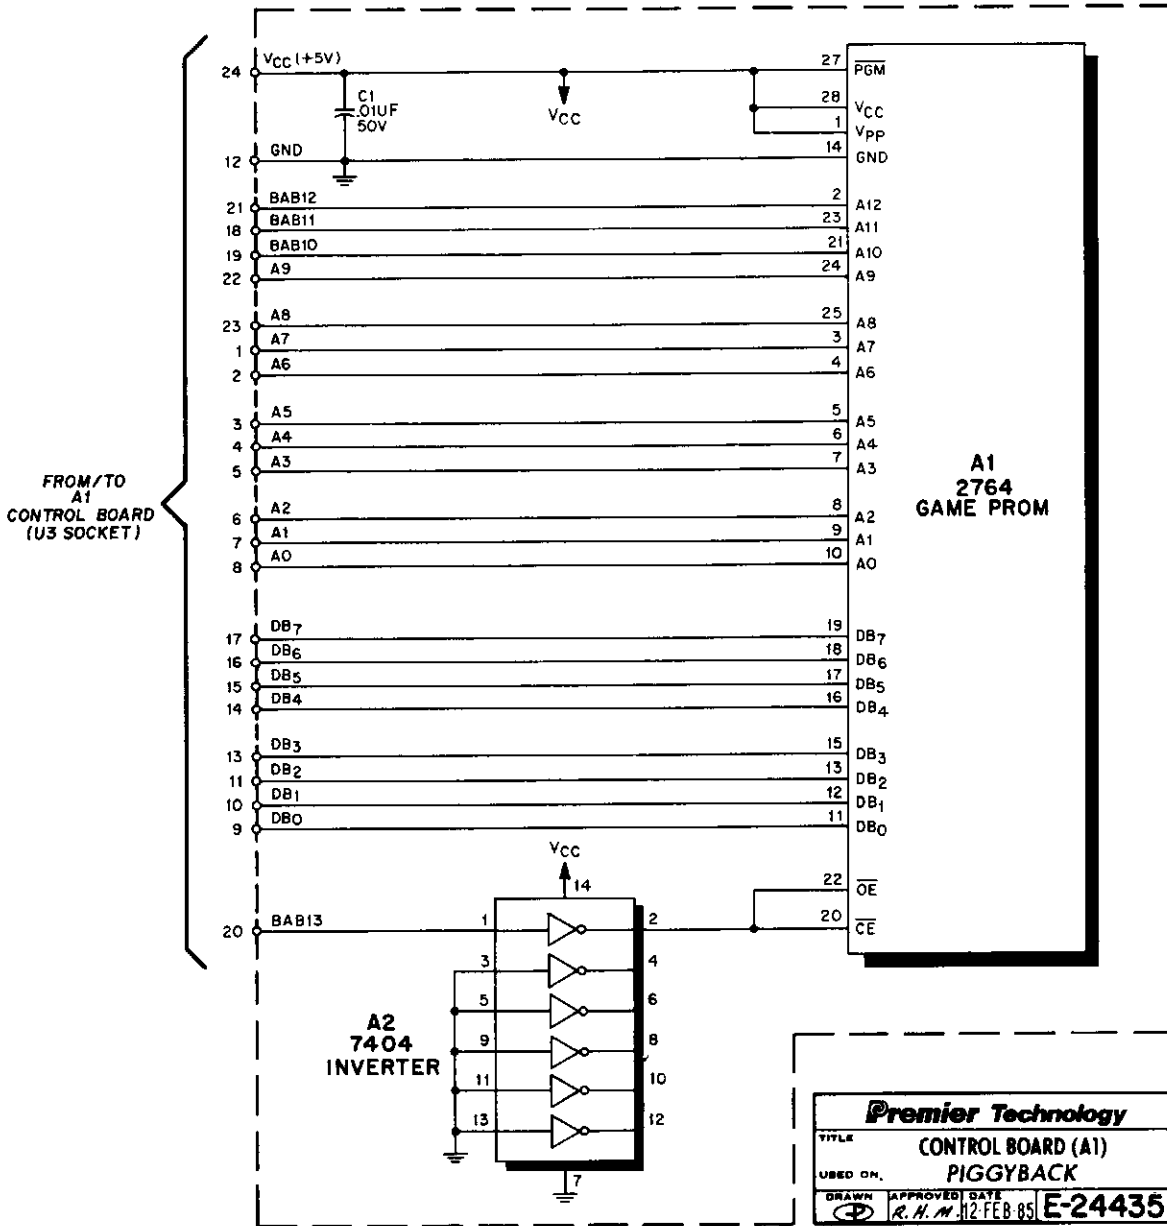 24 VCC (+5V) 27 PGM
C1
.01UF
50V
VCC
28 VCC
1 VPP
12 GND 14 GND
21 BAB12 2 A12
18 BAB11 23 A11
19 BAB10 21 A10
22 A9 24 A9
23 A8 25 A8
1 A7 3 A7
2 A6 4 A6
3 A5 5 A5
4 A4 6 A4
5 A3 7 A3
FROM/TO
A1
CONTROL BOARD
(U3 SOCKET)
A1
2764
GAME PROM
6 A2 8 A2
7 A1 9 A1
8 A0 10 A0
17 DB7 19 DB7
16 DB6 18 DB6
15 DB5 17 DB5
14 DB4 16 DB4
13 DB3 15 DB3
11 DB2 13 DB2
10 DB1 12 DB1
9 DB0 11 DB0
VCC
14
22 OE
20 BAB13 1 2 20 CE
3 4
5 6
9 8
11 10
13 12
7
A2
7404
INVERTER
Premier Technology
TITLE CONTROL BOARD (A1)
USED ON. PIGGYBACK
DRAWN APPROVED DATE
R.H.M. 12 FEB 85 E-24435